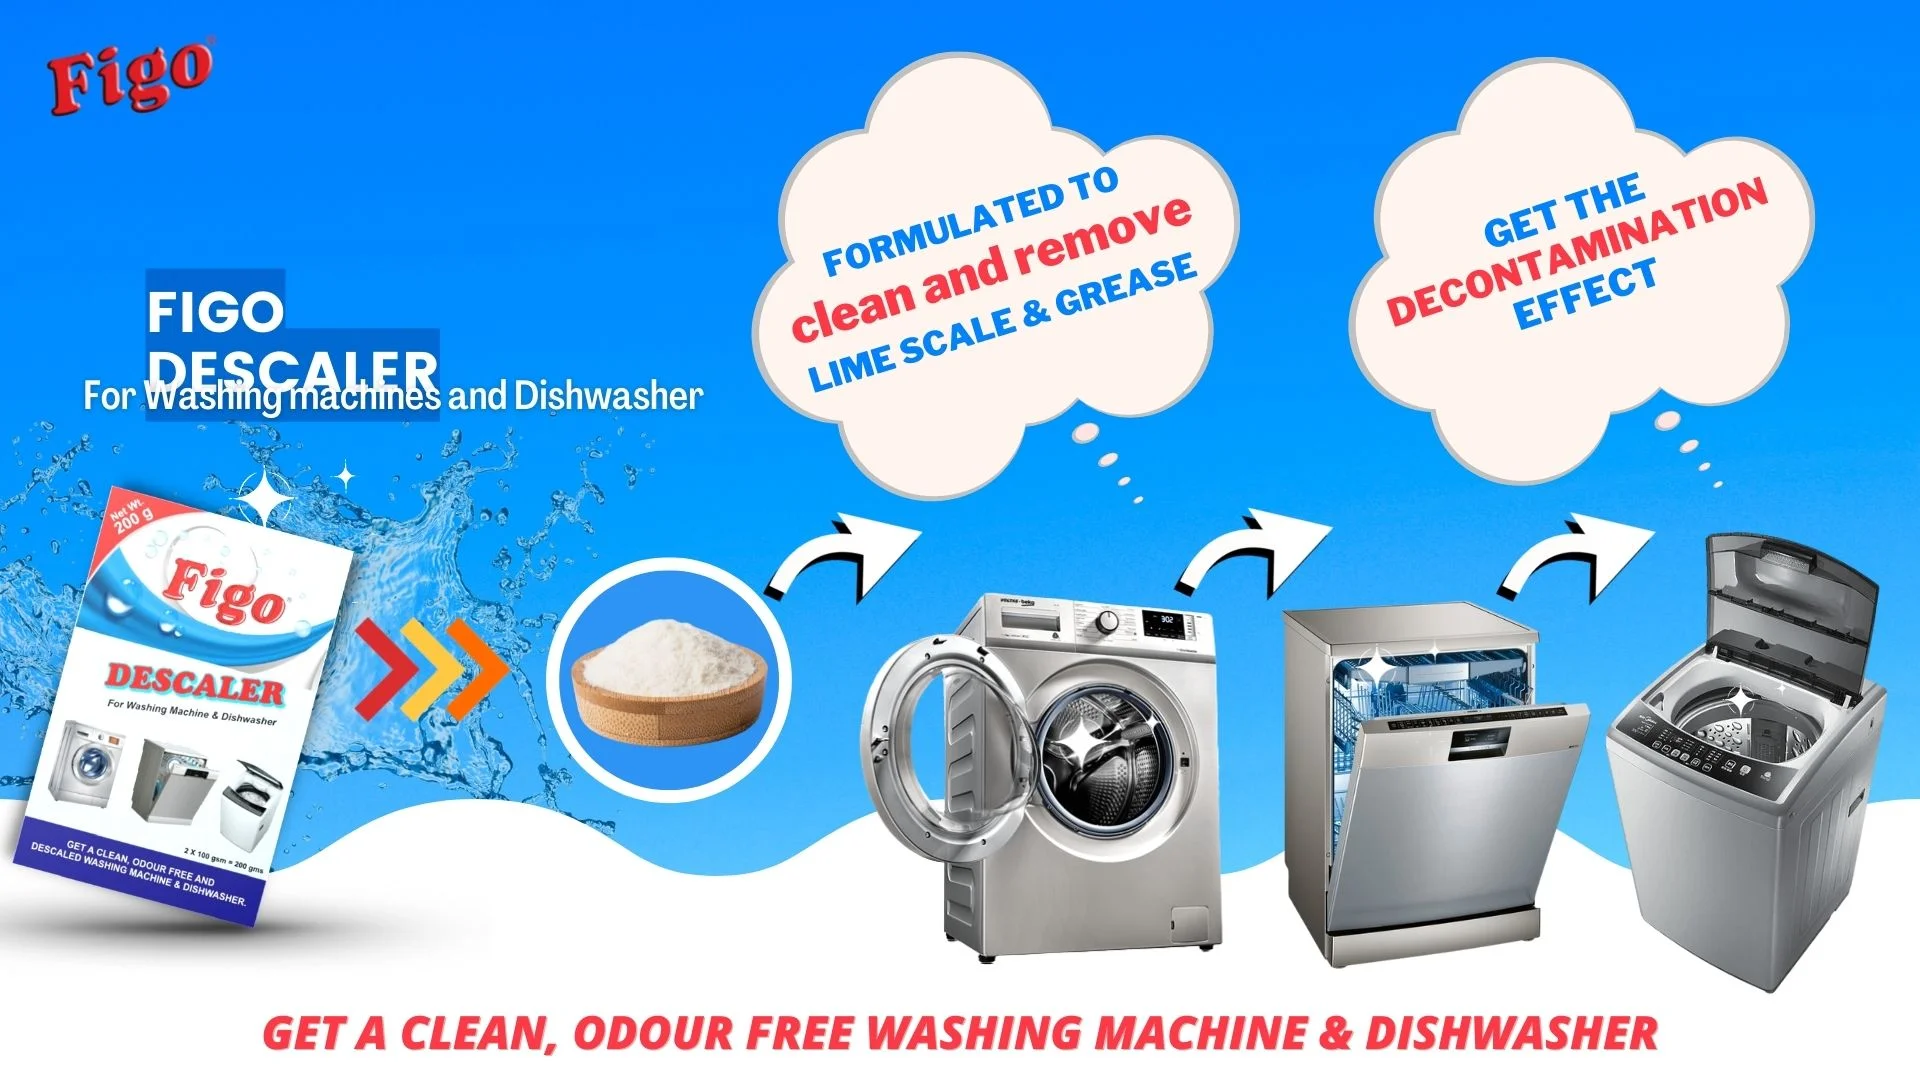 Figo
FIGO
DESCALER
For Washing machines and Dishwasher
FORMULATED TO
clean and remove
LIME SCALE & GREASE
GET THE
DECONTAMINATION
EFFECT
Net Wt.
200 g
Figo
DESCALER
For Washing Machine & Dishwasher
2 X 100 gsm = 200 gms
GET A CLEAN, ODOUR FREE AND
DESCALED WASHING MACHINE & DISHWASHER.
302
GET A CLEAN, ODOUR FREE WASHING MACHINE & DISHWASHER